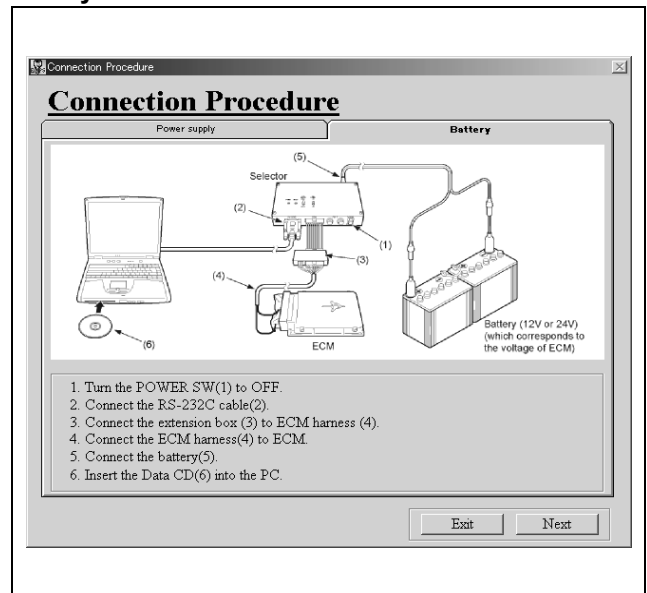 Connection Procedure
Connection Procedure
Power supply
Battery
(5)
Selector
(2)
(1)
(3)
(4)
(6)
ECM
Battery (12V or 24V)
(which corresponds to
the voltage of ECM)
1. Turn the POWER SW(1) to OFF.
2. Connect the RS-232C cable(2).
3. Connect the extension box (3) to ECM harness (4).
4. Connect the ECM harness(4) to ECM.
5. Connect the battery(5).
6. Insert the Data CD(6) into the PC.
Exit
Next